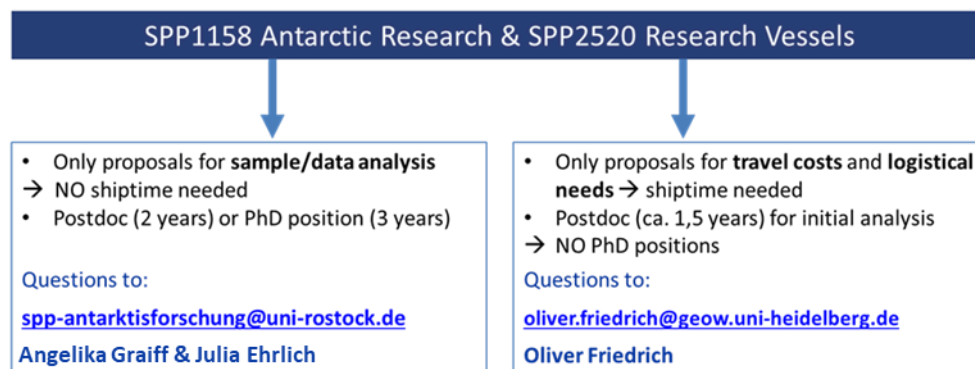 SPP1158 Antarctic Research & SPP2520 Research Vessels
• Only proposals for sample/data analysis
→ NO shiptime needed
• Postdoc (2 years) or PhD position (3 years)
Questions to:
spp-antarktisforschung@uni-rostock.de
Angelika Graiff & Julia Ehrlich
• Only proposals for travel costs and logistical
needs → shiptime needed
• Postdoc (ca. 1,5 years) for initial analysis
→ NO PhD positions
Questions to:
oliver.friedrich@geow.uni-heidelberg.de
Oliver Friedrich